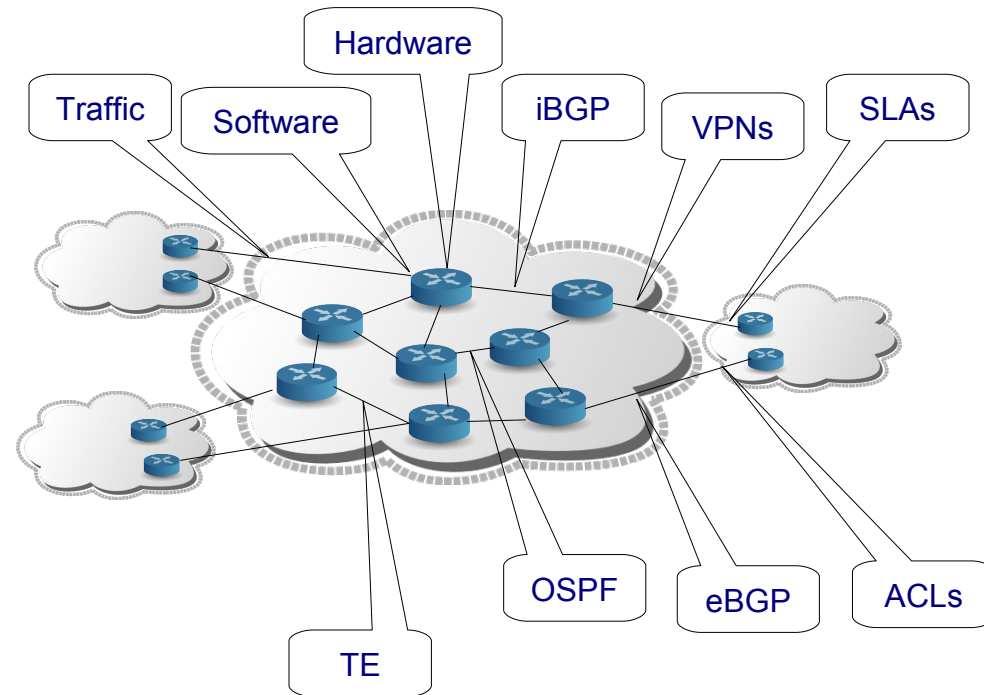 Hardware
Traffic
Software
iBGP
VPNs
SLAs
OSPF
eBGP
ACLs
TE